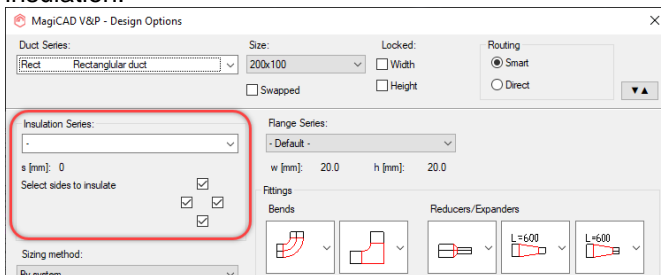 insulation.
MagiCAD V&P - Design Options
Duct Series:
Size:
Locked:
Routing
Rect Rectanglular duct
200x100
Width
Smart
Swapped
Height
Direct
Insulation Series:
Flange Series:
-
- Default -
s [mm]: 0
w [mm]: 20.0 h [mm]: 20.0
Select sides to insulate
Fittings
Bends
Reducers/Expanders
L=600
L=600
Sizing method:
By system